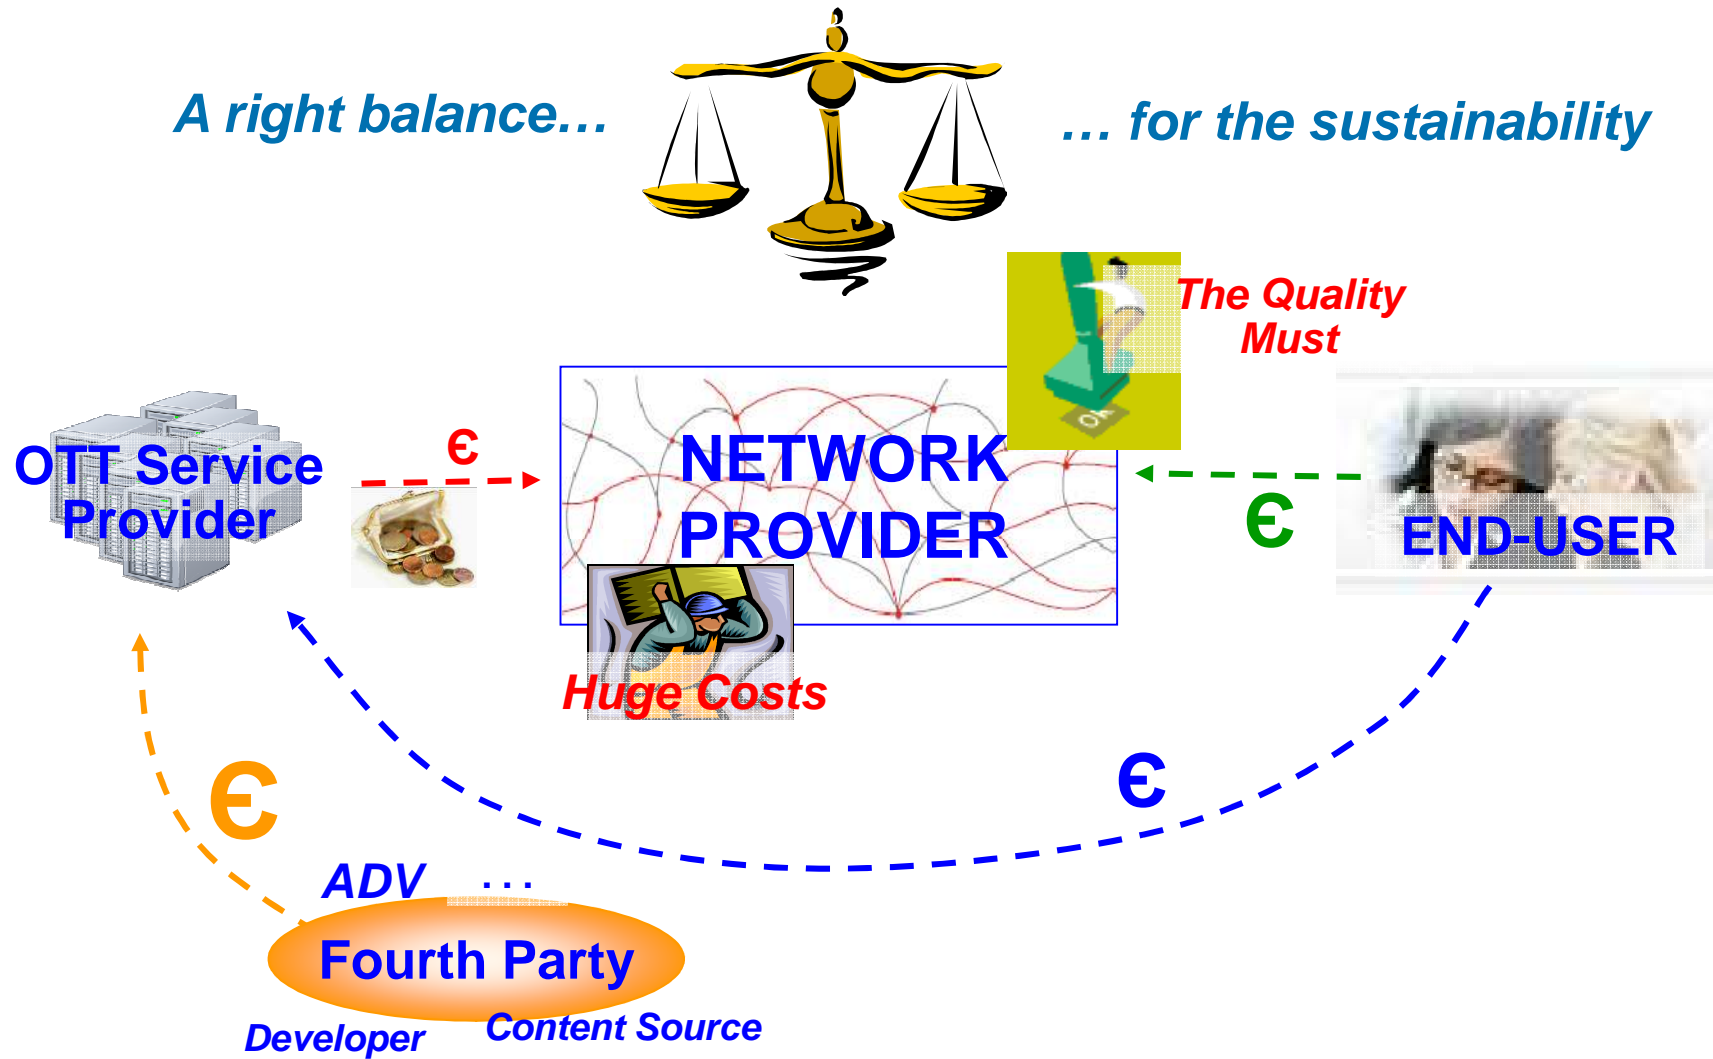 A right balance…
… for the sustainability
The Quality
Must
OK
OTT Service
Provider
Є
NETWORK
PROVIDER
Є
END-USER
Huge Costs
Є
Є
ADV ...
Fourth Party
Developer
Content Source